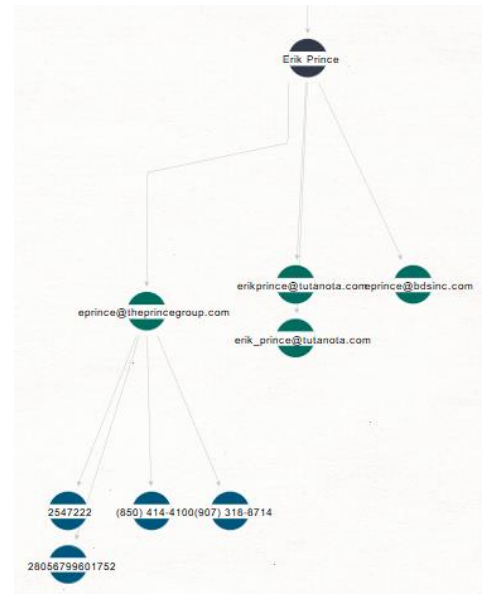 Erik Prince
erikprince@tutanota.com
eprince@bdsinc.com
eprince@theprincegroup.com
erik_prince@tutanota.com
2547222
(850) 414-4100
(907) 318-8714
28056799601752